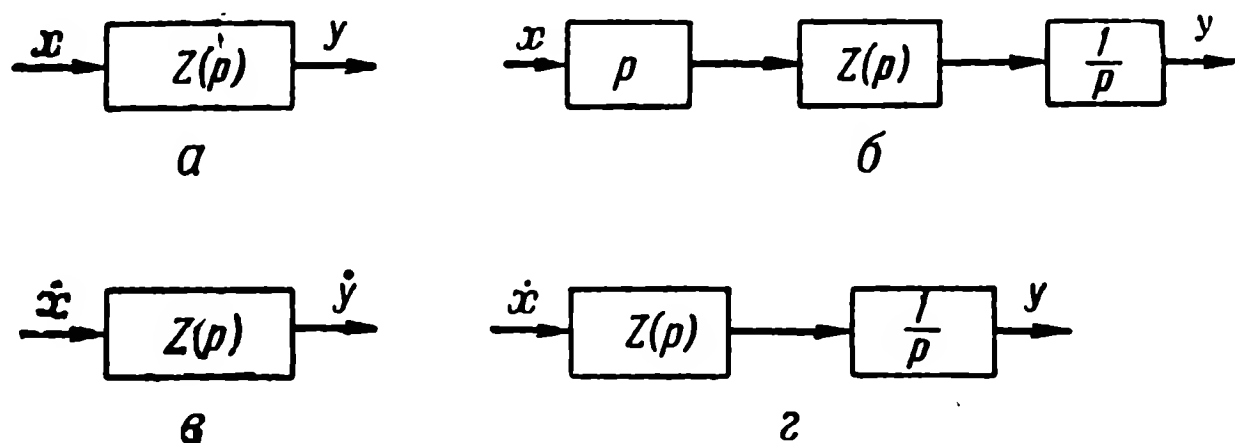 x Z(p) y
а
x p Z(p) 1/p y
б
ẋ Z(p) ẏ
в
ẋ Z(p) 1/p y
г